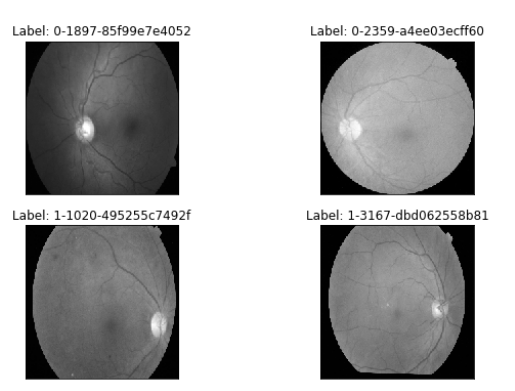 Label: 0-1897-85f99e7e4052
Label: 0-2359-a4ee03ecff60
Label: 1-1020-495255c7492f
Label: 1-3167-dbd062558b81